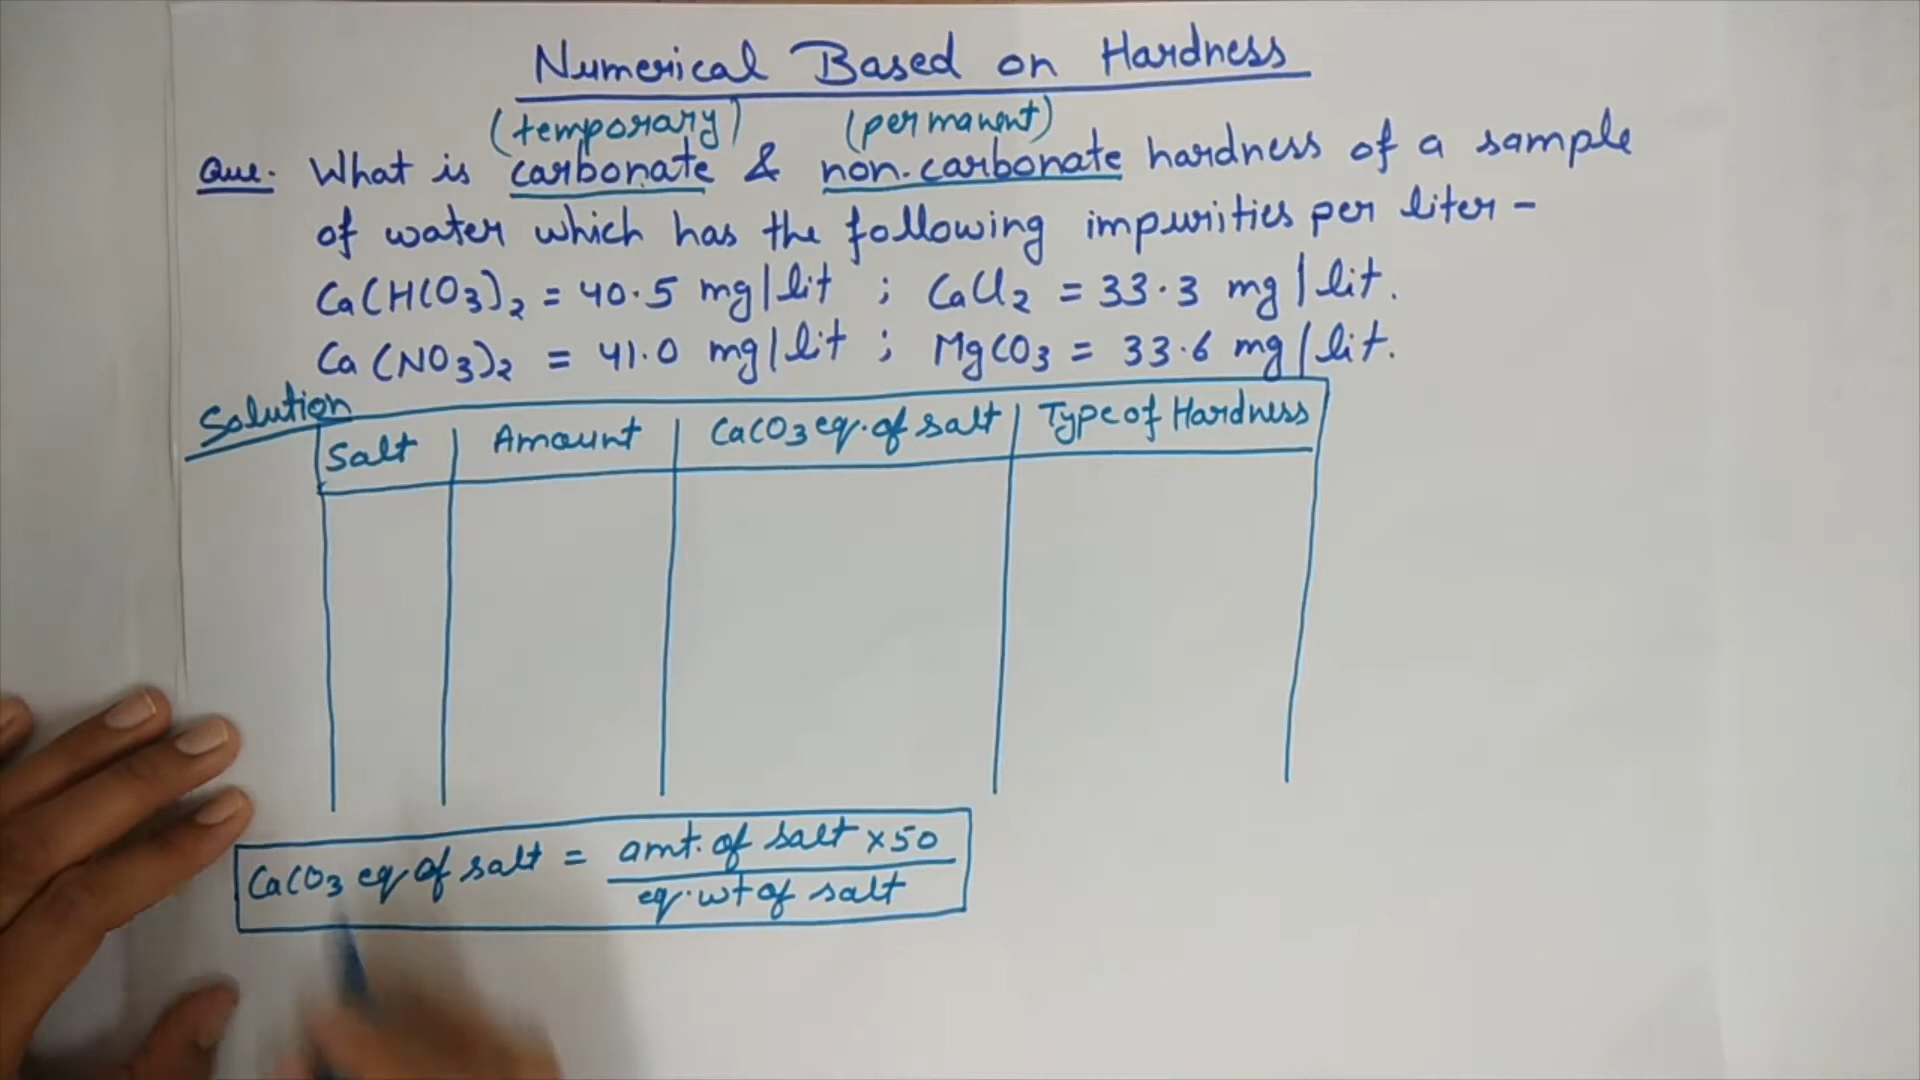 Numerical Based on Hardness
(temporary) (permanent)
Que. What is carbonate & non-carbonate hardness of a sample
of water which has the following impurities per liter -
Ca(HCO3)2 = 40.5 mg/lit ; CaCl2 = 33.3 mg/lit.
Ca(NO3)2 = 41.0 mg/lit ; MgCO3 = 33.6 mg/lit.
Solution
Salt Amount CaCO3 eq. of salt Type of Hardness
CaCO3 eq of salt = amt. of salt x 50
eq. wt of salt